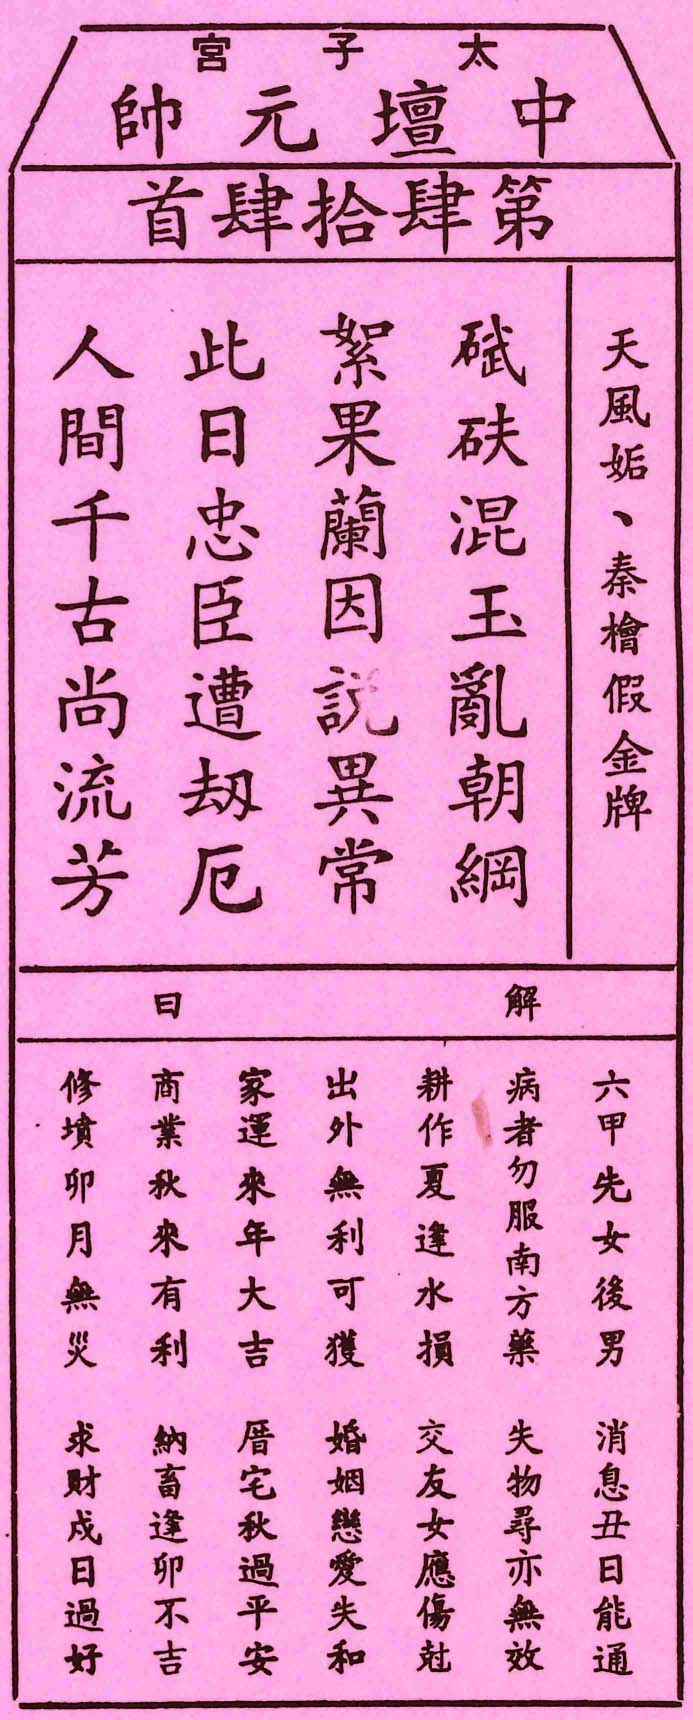 太子宮
中壇元帥
第肆拾肆首
天風姤、秦檜假金牌
碔砆混玉亂朝綱
絮果蘭因説異常
此日忠臣遭劫厄
人間千古尚流芳
解曰
六甲先女後男 消息丑日能通
病者勿服南方藥 失物尋亦無效
耕作夏逢水損 交友女應傷尅
出外無利可獲 婚姻戀愛失和
家運來年大吉 厝宅秋過平安
商業秋來有利 納畜逢卯不吉
修墳卯月無災 求財戍日過好